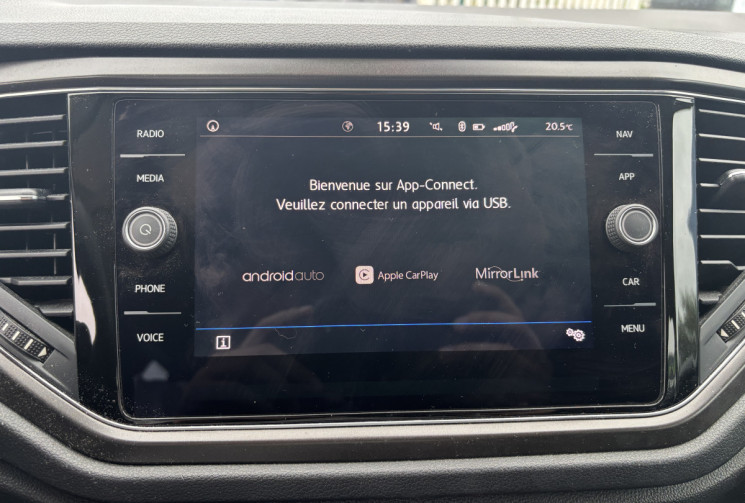 RADIO
MEDIA
PHONE
VOICE
15:39
20.5°C
Bienvenue sur App-Connect.
Veuillez connecter un appareil via USB.
androidauto
Apple CarPlay
MirrorLink
i
NAV
APP
CAR
MENU